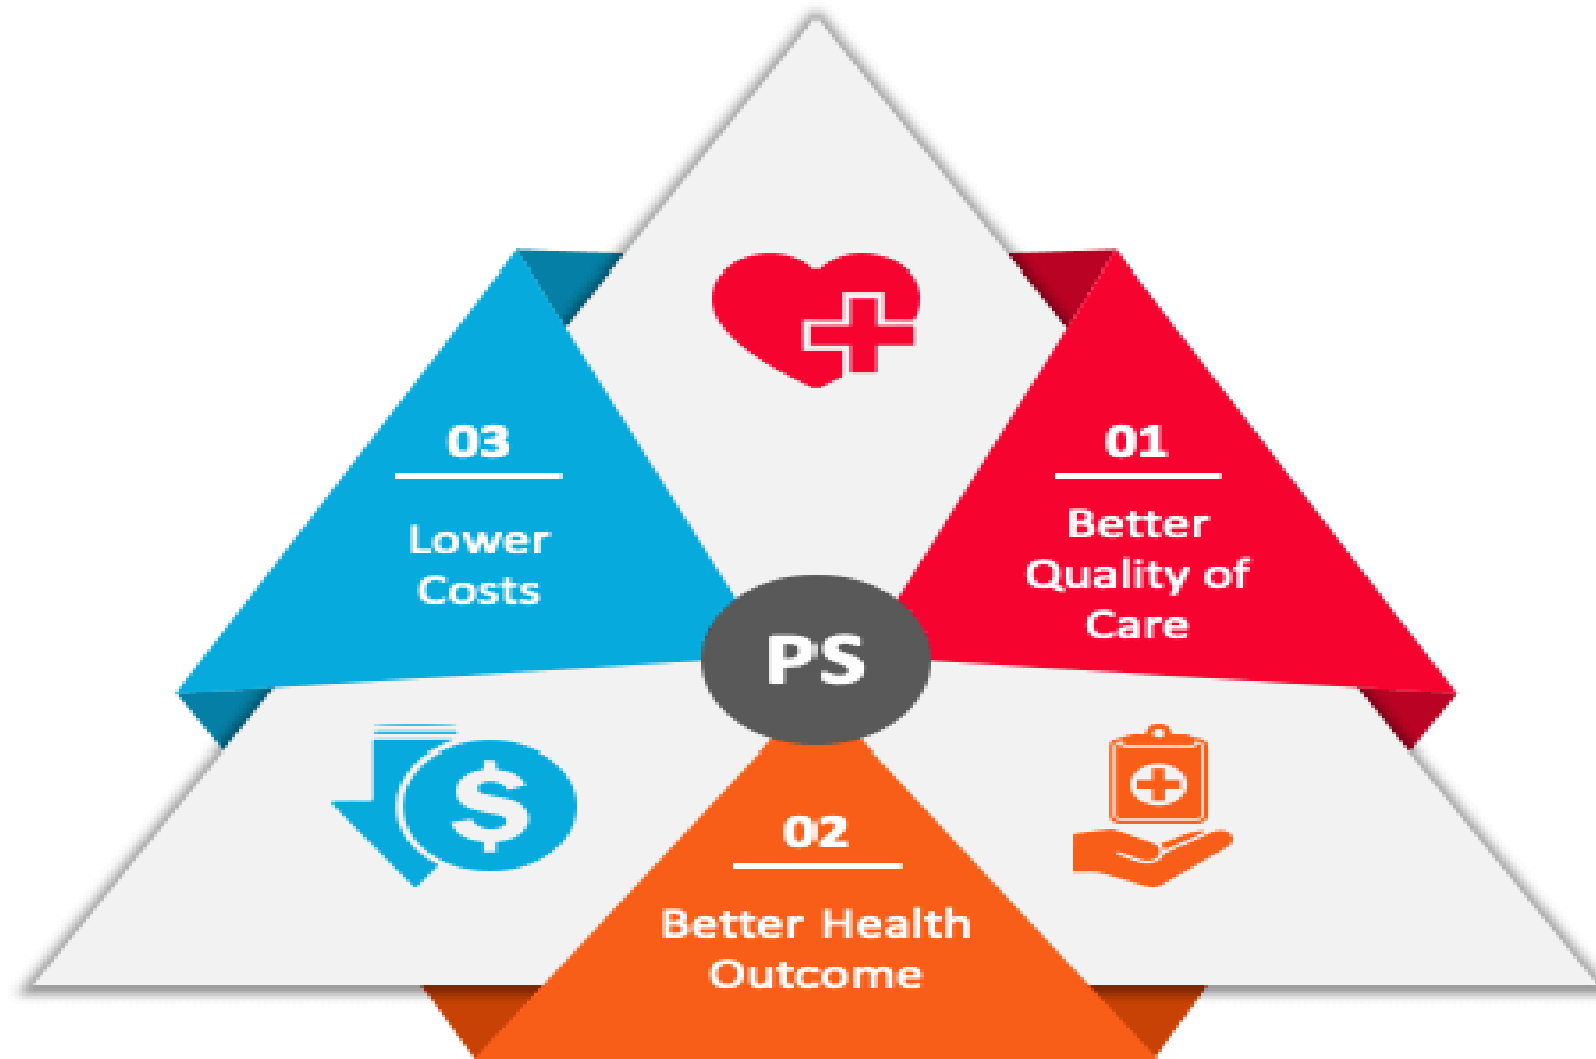 03
Lower
Costs
01
Better
Quality of
Care
PS
$
02
Better Health
Outcome